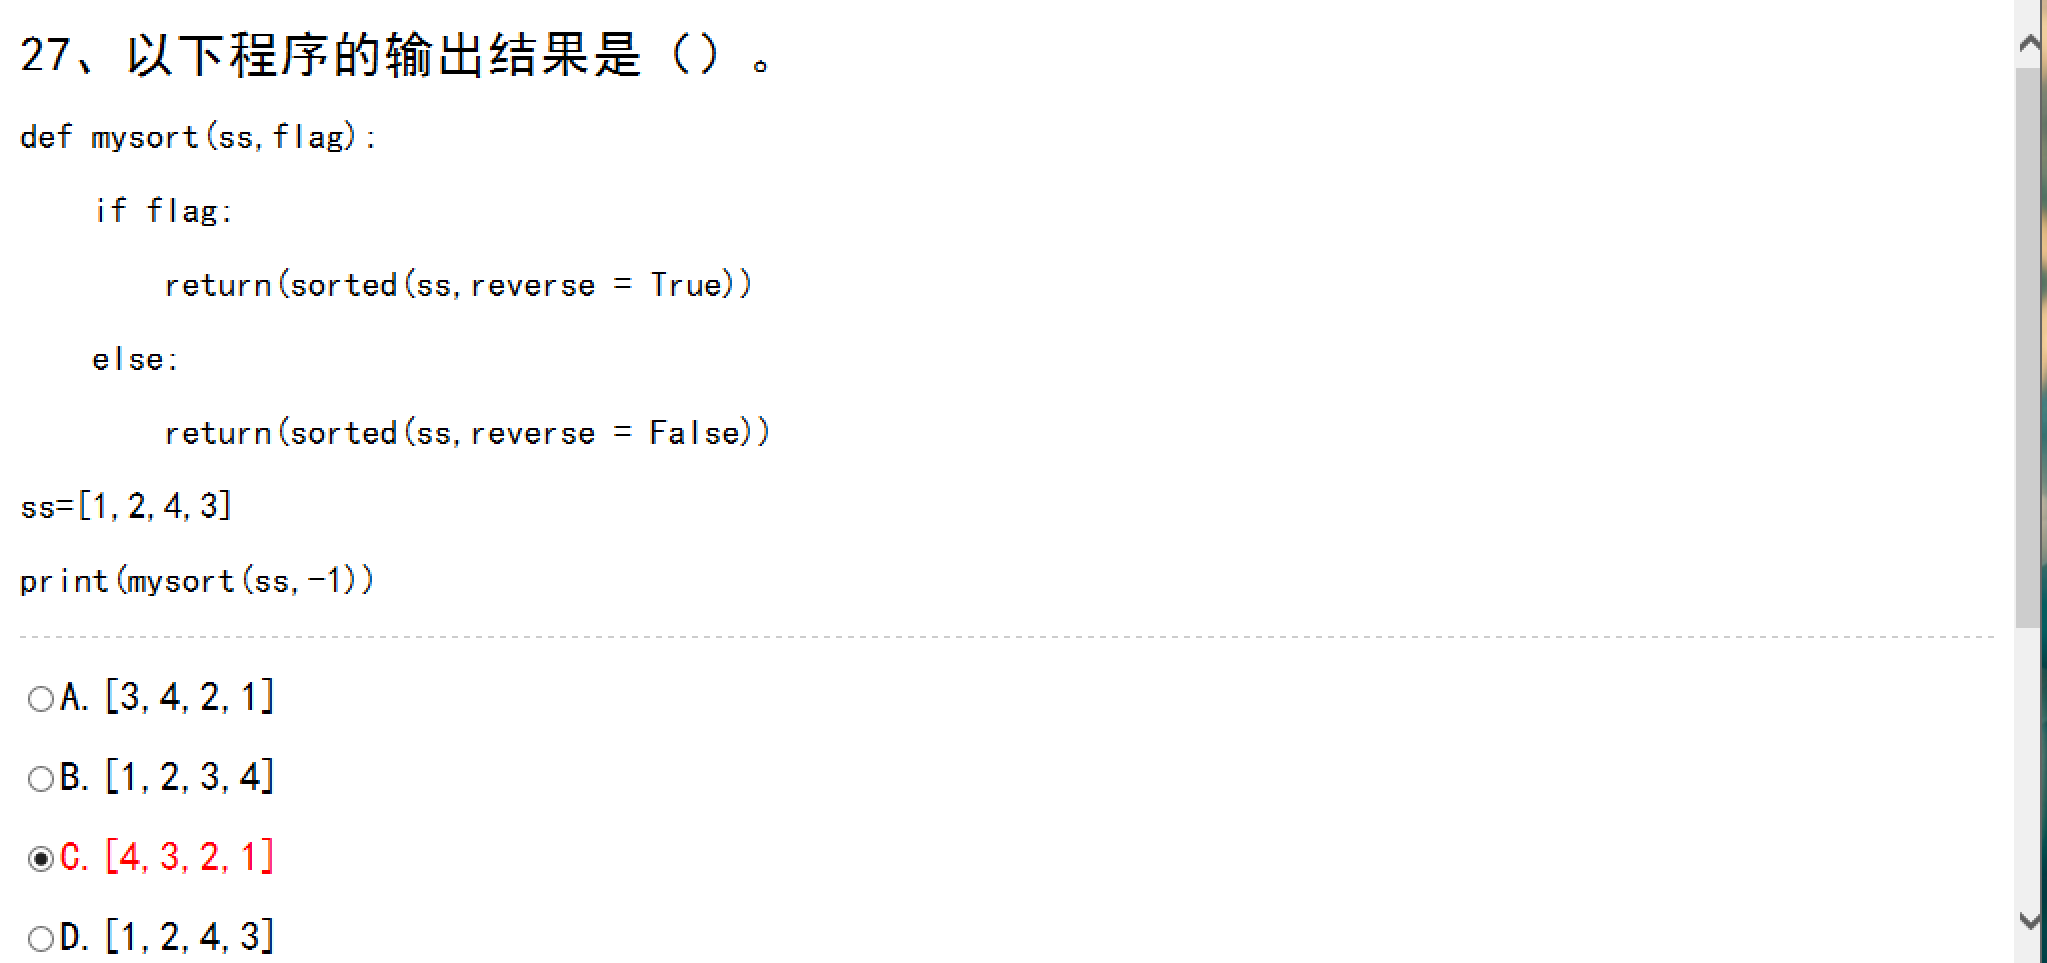 27、以下程序的输出结果是（）。
def mysort(ss,flag):
    if flag:
        return(sorted(ss,reverse = True))
    else:
        return(sorted(ss,reverse = False))
ss=[1,2,4,3]
print(mysort(ss,-1))
A. [3,4,2,1]
B. [1,2,3,4]
C. [4,3,2,1]
D. [1,2,4,3]